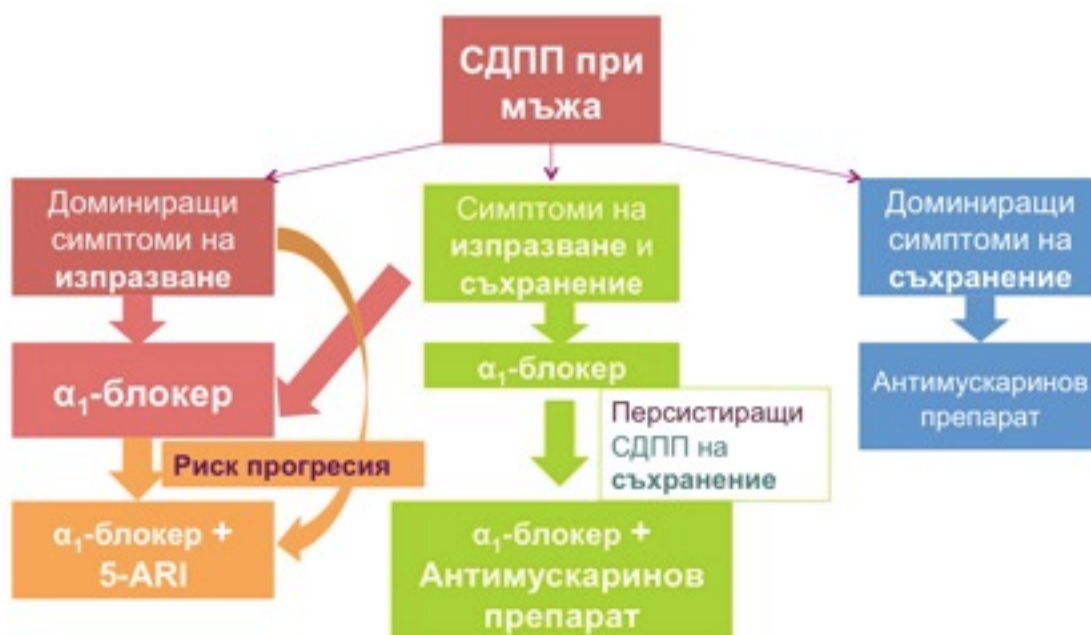 СДПП при
мъжа
Доминиращи
симптоми на
изпразване
α₁-блокер
Риск прогресия
α₁-блокер +
5-ARI
Симптоми на
изпразване и
съхранение
α₁-блокер
Персистиращи
СДПП на
съхранение
α₁-блокер +
Антимускаринов
препарат
Доминиращи
симптоми на
съхранение
Антимускаринов
препарат